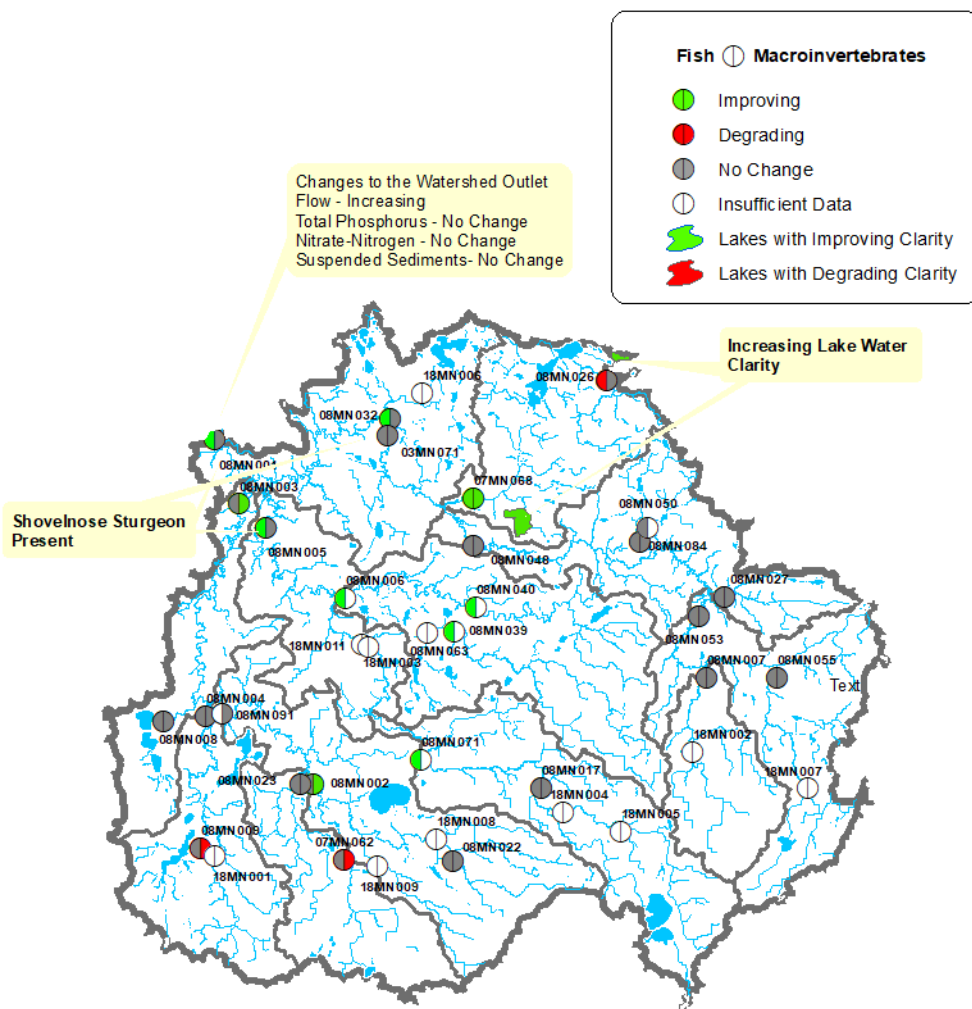 Fish Macroinvertebrates
Improving
Degrading
No Change
Insufficient Data
Lakes with Improving Clarity
Lakes with Degrading Clarity
Changes to the Watershed Outlet
Flow - Increasing
Total Phosphorus - No Change
Nitrate-Nitrogen - No Change
Suspended Sediments- No Change
Increasing Lake Water
Clarity
Shovelnose Sturgeon
Present
18MN006
08MN026
08MN032
03MN071
08MN001
08MN003
07MN068
08MN050
08MN005
08MN084
08MN048
08MN006
08MN040
08MN027
08MN039
08MN053
18MN011
08MN063
18MN003
08MN007
08MN055
Text
08MN004
08MN091
08MN008
08MN071
18MN002
08MN023
08MN002
08MN017
18MN007
18MN004
18MN005
08MN009
07MN062
18MN008
08MN022
18MN001
18MN009